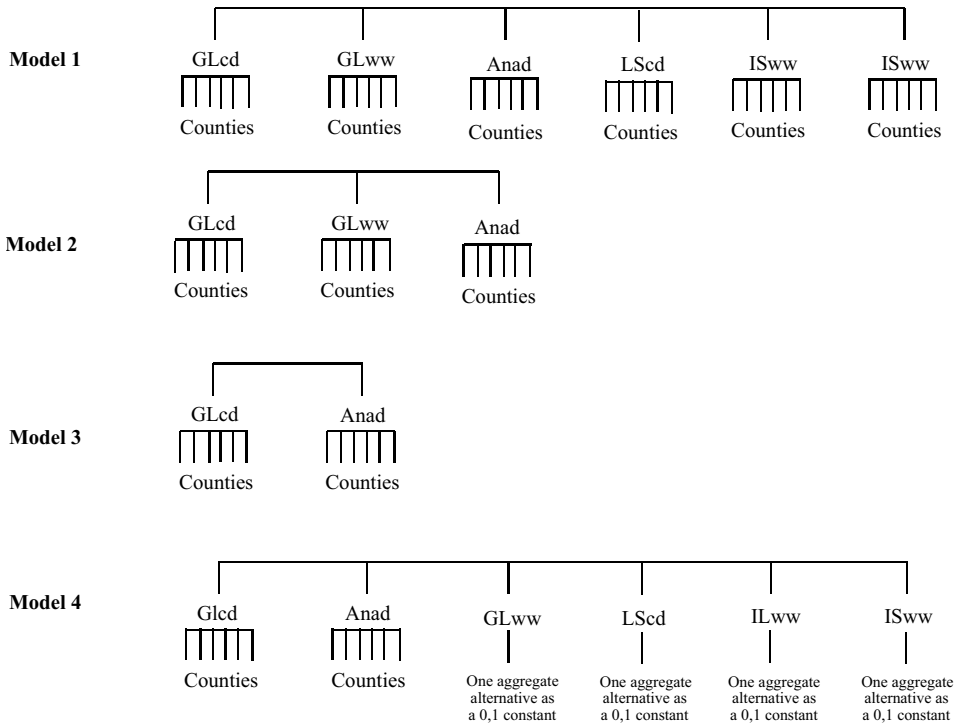 Model 1
GLcd GLww Anad LScd ISww ISww
Counties Counties Counties Counties Counties Counties
Model 2
GLcd GLww Anad
Counties Counties Counties
Model 3
GLcd Anad
Counties Counties
Model 4
Glcd Anad GLww LScd ILww ISww
Counties Counties
One aggregate One aggregate One aggregate One aggregate
alternative as alternative as alternative as alternative as
a 0,1 constant a 0,1 constant a 0,1 constant a 0,1 constant